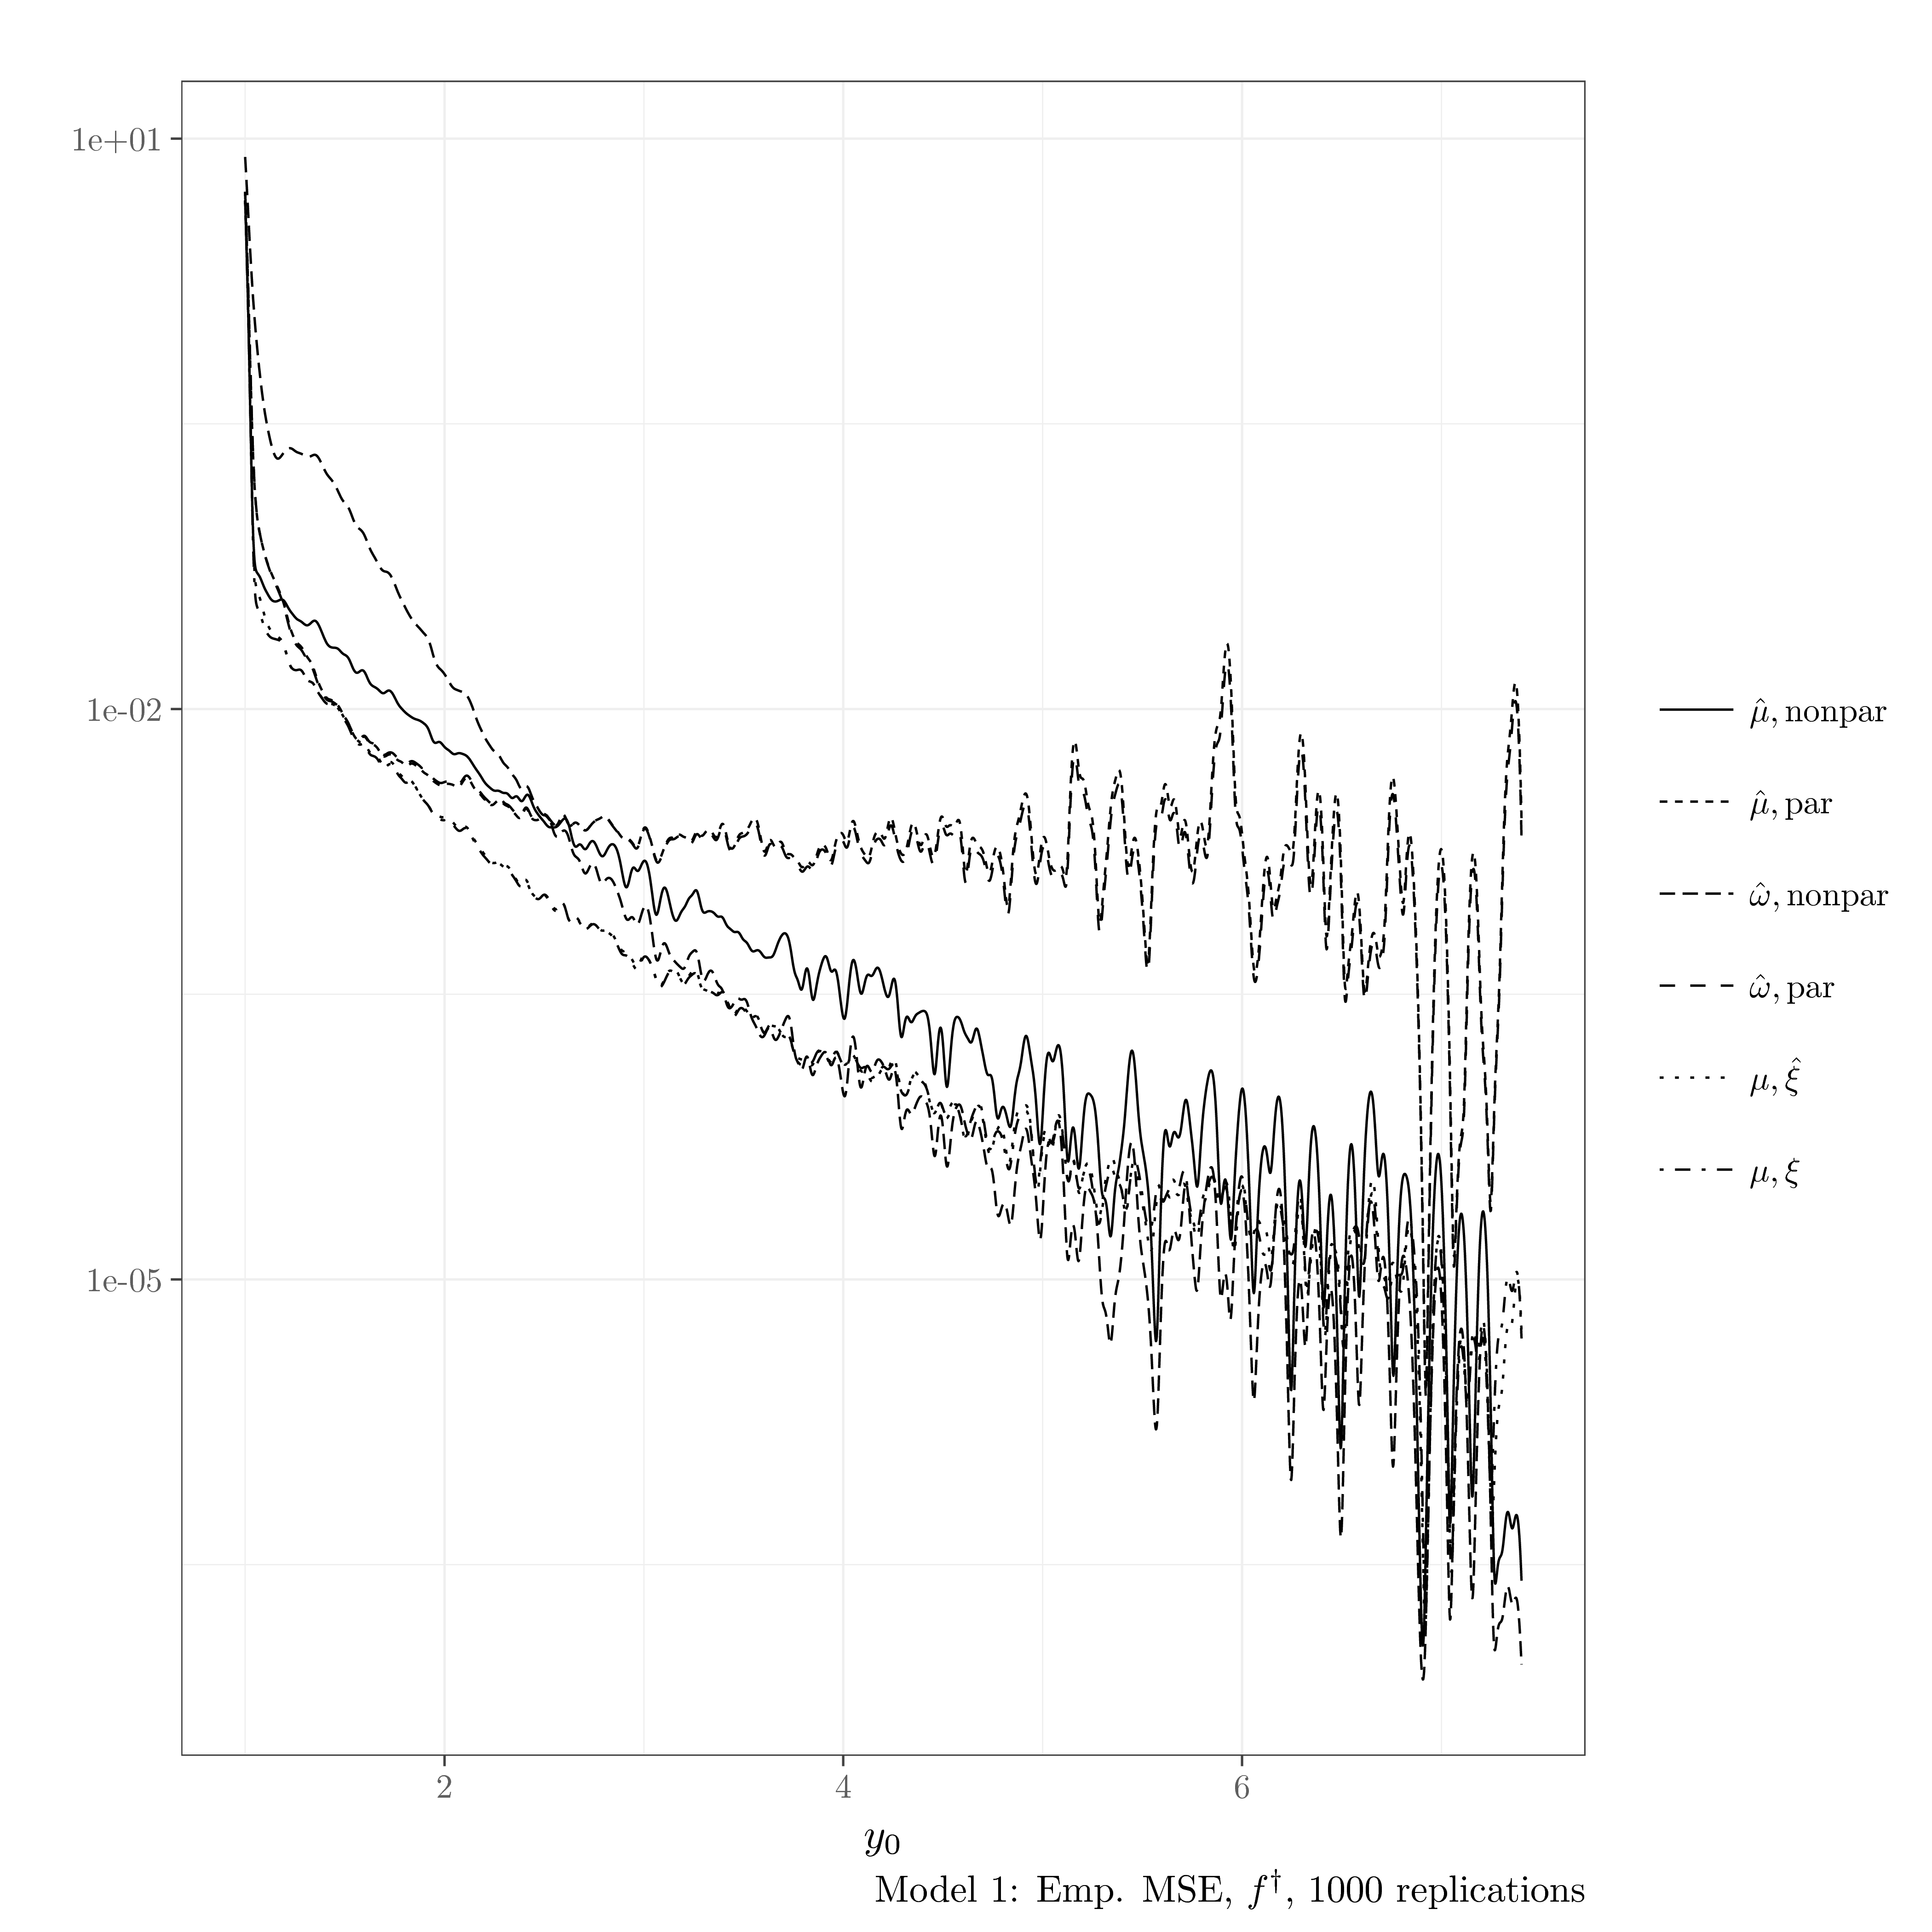 1e+01
1e-02
1e-05
2 4 6
y₀
Model 1: Emp. MSE, f†, 1000 replications
μ̂, nonpar
μ̂, par
ω̂, nonpar
ω̂, par
μ, ξ̂
μ, ξ